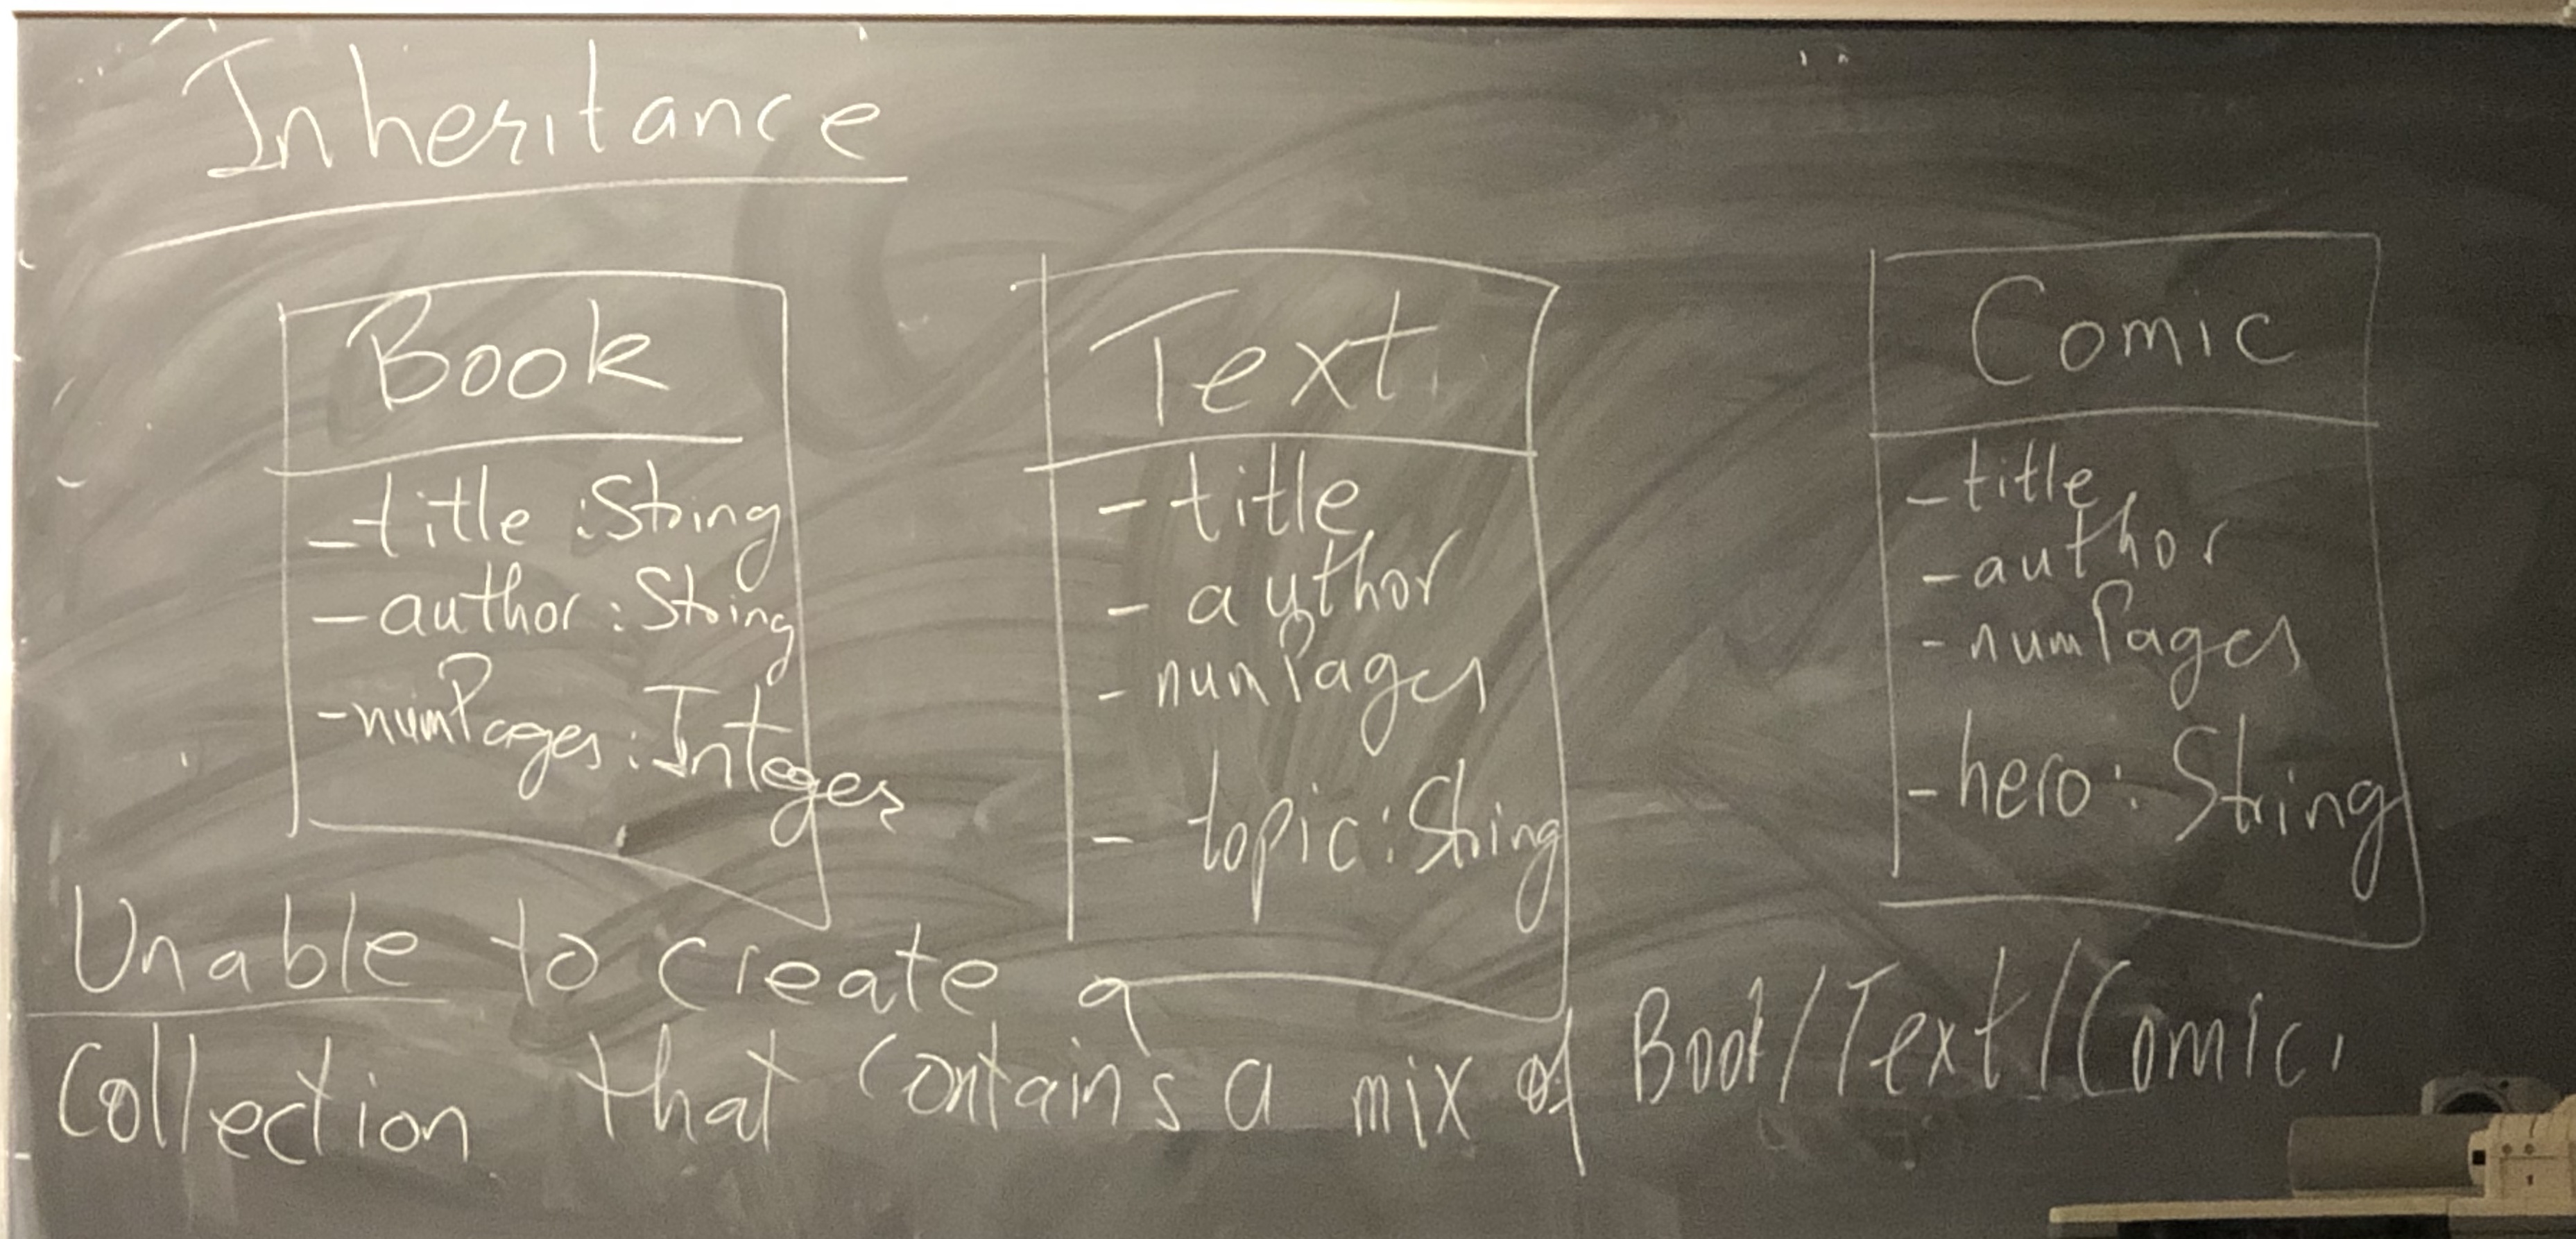 Inheritance
Book
- title : String
- author : String
- numPages : Integer
Text
- title
- author
- numPages
- topic : String
Comic
- title
- author
- numPages
- hero : String
Unable to create a
Collection that contains a mix of Book/Text/Comic.